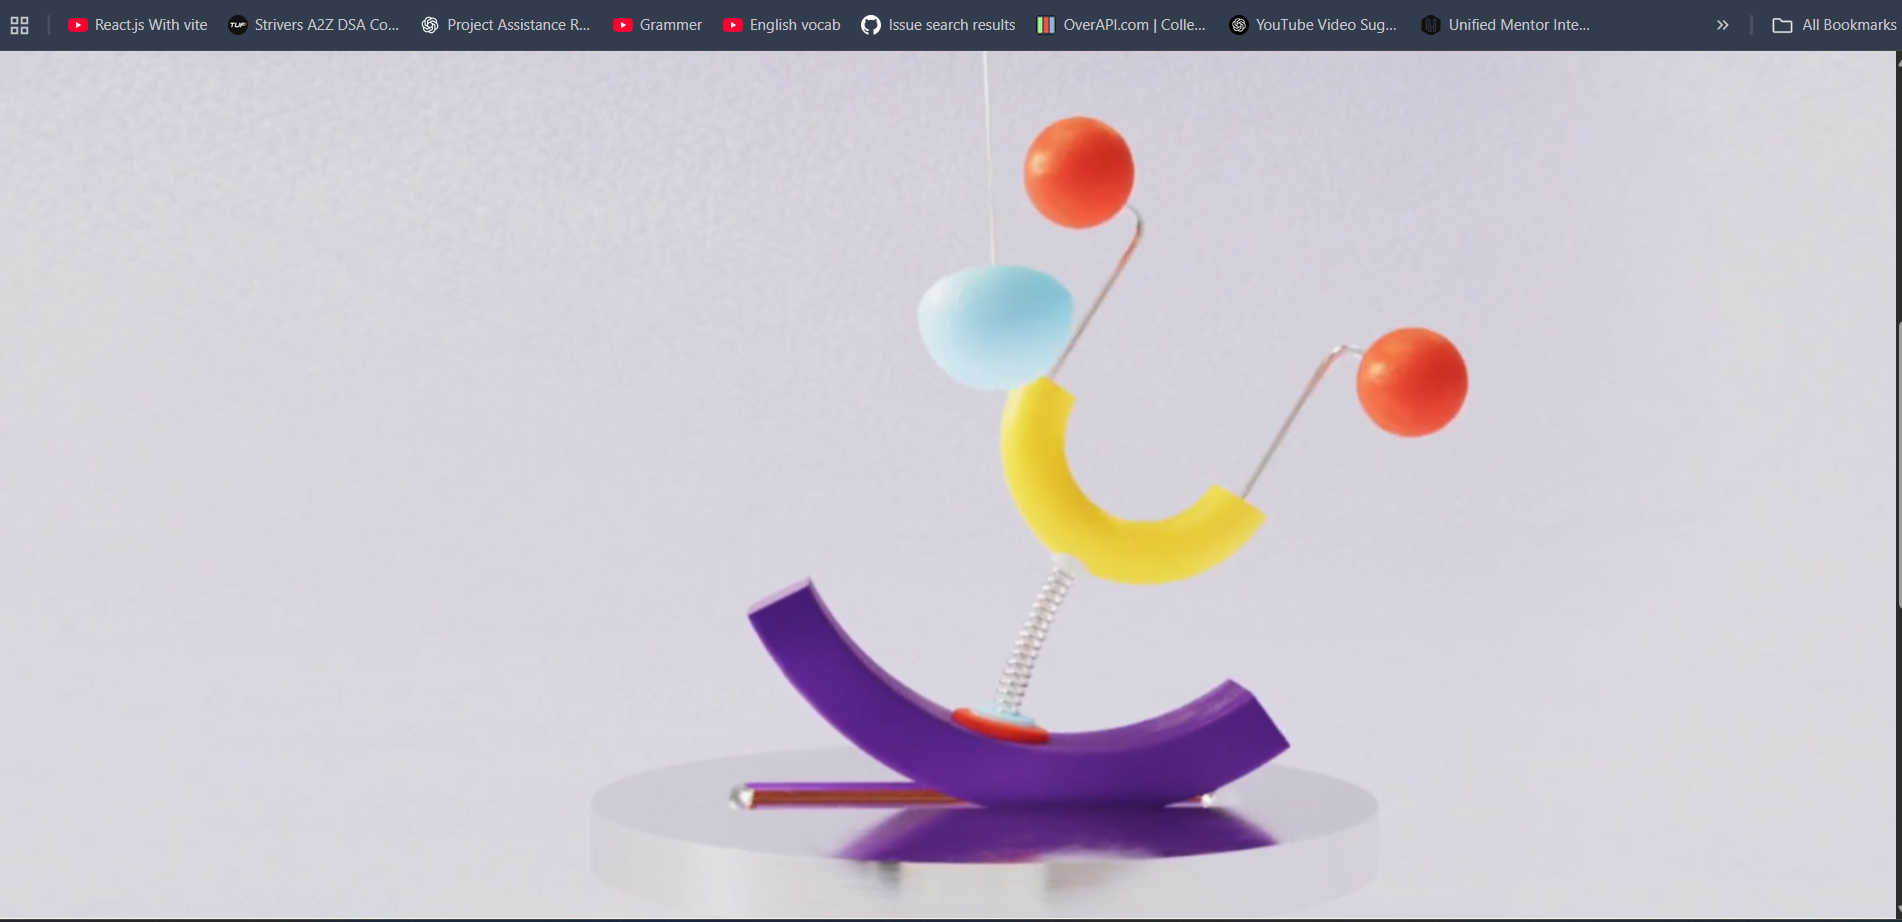 React.js With vite
TUF Strivers A2Z DSA Co...
Project Assistance R...
Grammer
English vocab
Issue search results
OverAPI.com | Colle...
YouTube Video Sug...
Unified Mentor Inte...
»
All Bookmarks